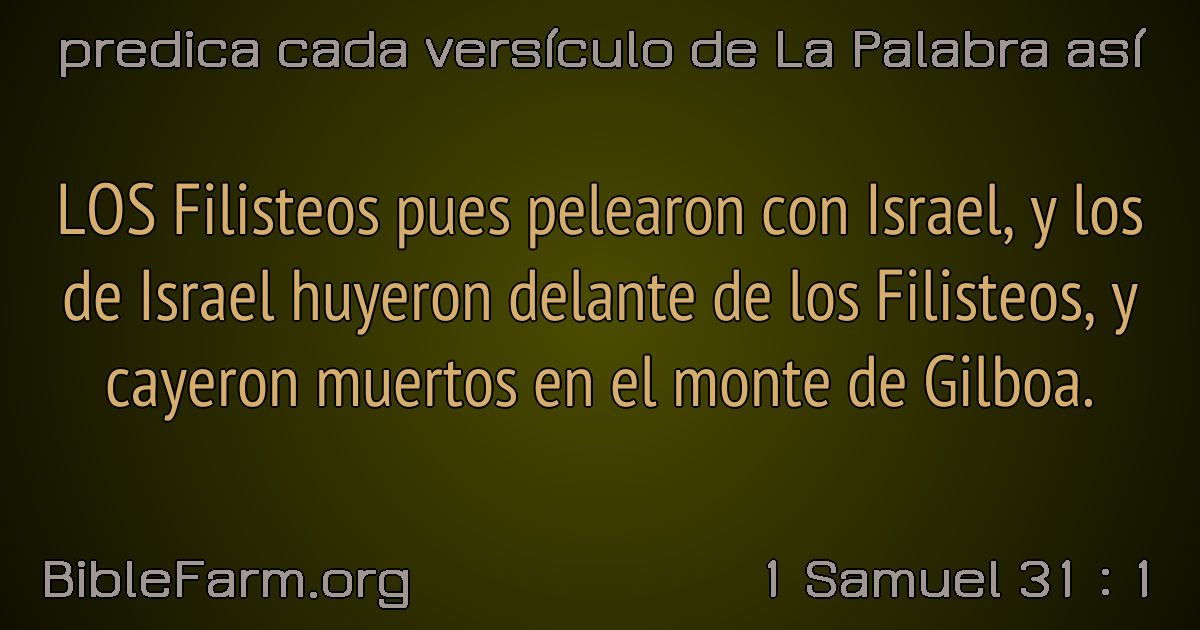 predica cada versículo de La Palabra así
LOS Filisteos pues pelearon con Israel, y los
de Israel huyeron delante de los Filisteos, y
cayeron muertos en el monte de Gilboa.
BibleFarm.org
1 Samuel 31 : 1